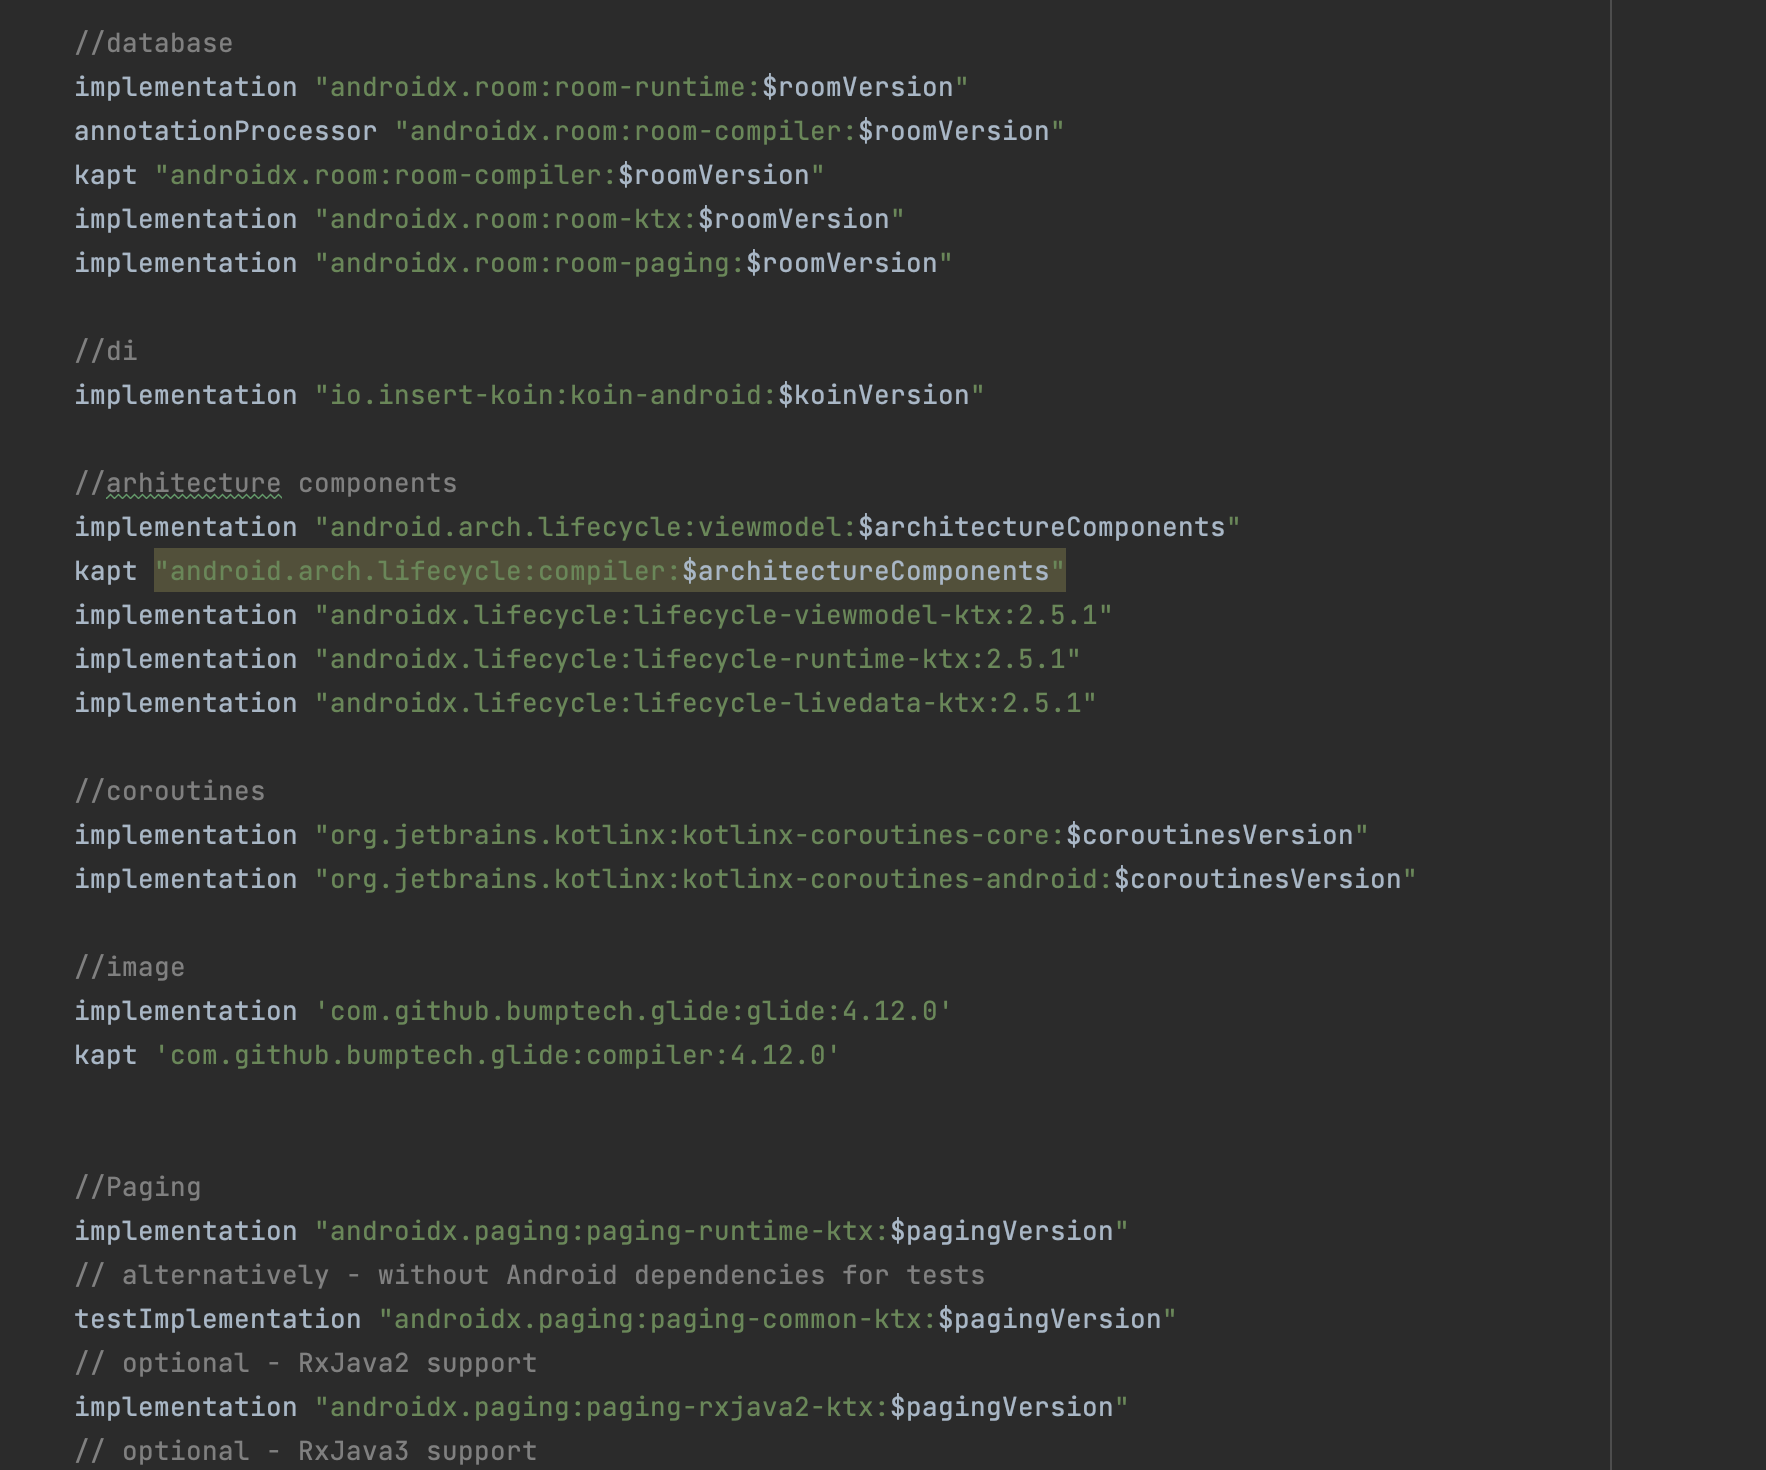 //database
implementation "androidx.room:room-runtime:$roomVersion"
annotationProcessor "androidx.room:room-compiler:$roomVersion"
kapt "androidx.room:room-compiler:$roomVersion"
implementation "androidx.room:room-ktx:$roomVersion"
implementation "androidx.room:room-paging:$roomVersion"
//di
implementation "io.insert-koin:koin-android:$koinVersion"
//arhitecture components
implementation "android.arch.lifecycle:viewmodel:$architectureComponents"
kapt "android.arch.lifecycle:compiler:$architectureComponents"
implementation "androidx.lifecycle:lifecycle-viewmodel-ktx:2.5.1"
implementation "androidx.lifecycle:lifecycle-runtime-ktx:2.5.1"
implementation "androidx.lifecycle:lifecycle-livedata-ktx:2.5.1"
//coroutines
implementation "org.jetbrains.kotlinx:kotlinx-coroutines-core:$coroutinesVersion"
implementation "org.jetbrains.kotlinx:kotlinx-coroutines-android:$coroutinesVersion"
//image
implementation 'com.github.bumptech.glide:glide:4.12.0'
kapt 'com.github.bumptech.glide:compiler:4.12.0'
//Paging
implementation "androidx.paging:paging-runtime-ktx:$pagingVersion"
// alternatively - without Android dependencies for tests
testImplementation "androidx.paging:paging-common-ktx:$pagingVersion"
// optional - RxJava2 support
implementation "androidx.paging:paging-rxjava2-ktx:$pagingVersion"
// optional - RxJava3 support